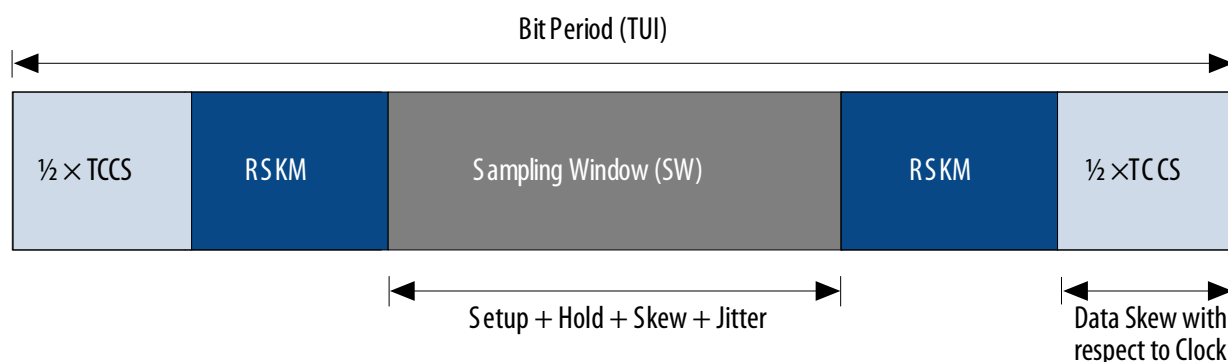 Bit Period (TUI)
½ × TCCS
RSKM
Sampling Window (SW)
RSKM
½ ×TCCS
Setup + Hold + Skew + Jitter
Data Skew with
respect to Clock